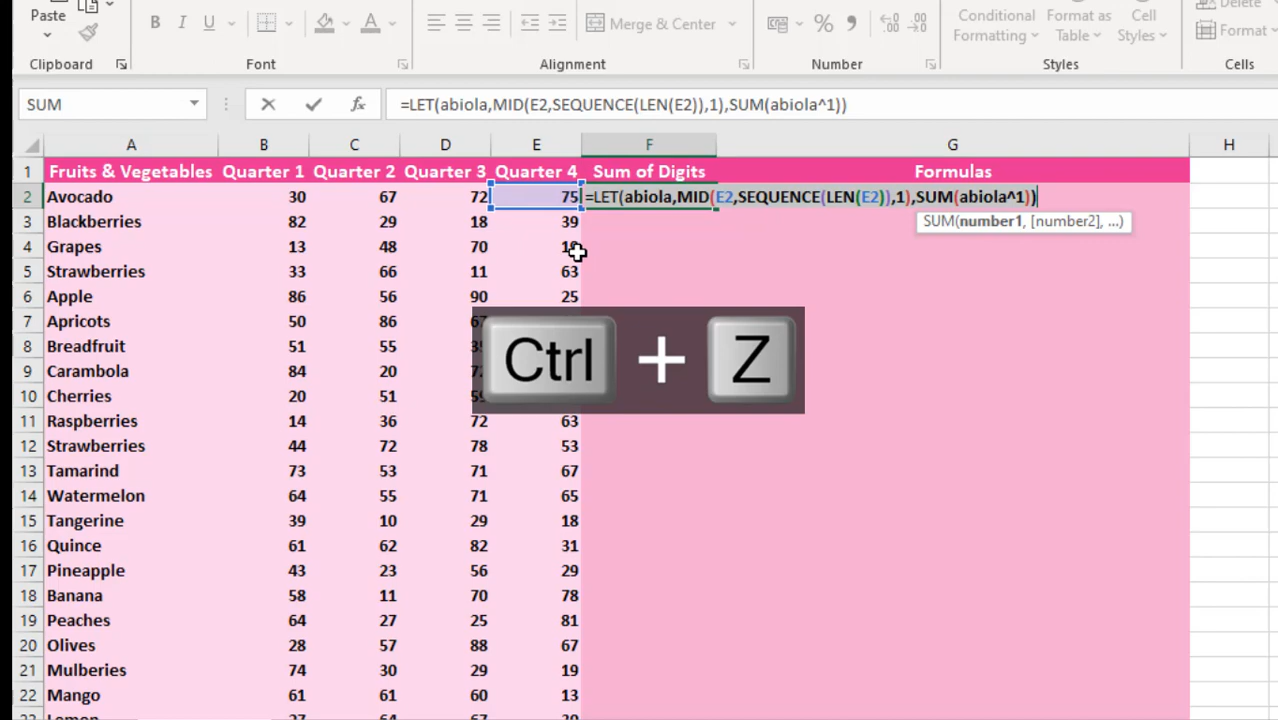 Paste
B I U A
Merge & Center
%
Conditional Formatting
Format as Table
Cell Styles
Delete
Format
Clipboard Font Alignment Number Styles Cells
SUM fx =LET(abiola,MID(E2,SEQUENCE(LEN(E2)),1),SUM(abiola^1))
A B C D E F G H
1 Fruits & Vegetables Quarter 1 Quarter 2 Quarter 3 Quarter 4 Sum of Digits Formulas
2 Avocado 30 67 72 75 =LET(abiola,MID(E2,SEQUENCE(LEN(E2)),1),SUM(abiola^1))
SUM(number1, [number2], ...)
3 Blackberries 82 29 18 39
4 Grapes 13 48 70
5 Strawberries 33 66 11 63
6 Apple 86 56 90 25
7 Apricots 50 86
8 Breadfruit 51 55
9 Carambola 84 20
10 Cherries 20 51
Ctrl + Z
11 Raspberries 14 36 72 63
12 Strawberries 44 72 78 53
13 Tamarind 73 53 71 67
14 Watermelon 64 55 71 65
15 Tangerine 39 10 29 18
16 Quince 61 62 82 31
17 Pineapple 43 23 56 29
18 Banana 58 11 70 78
19 Peaches 64 27 25 81
20 Olives 28 57 88 67
21 Mulberies 74 30 29 19
22 Mango 61 61 60 13